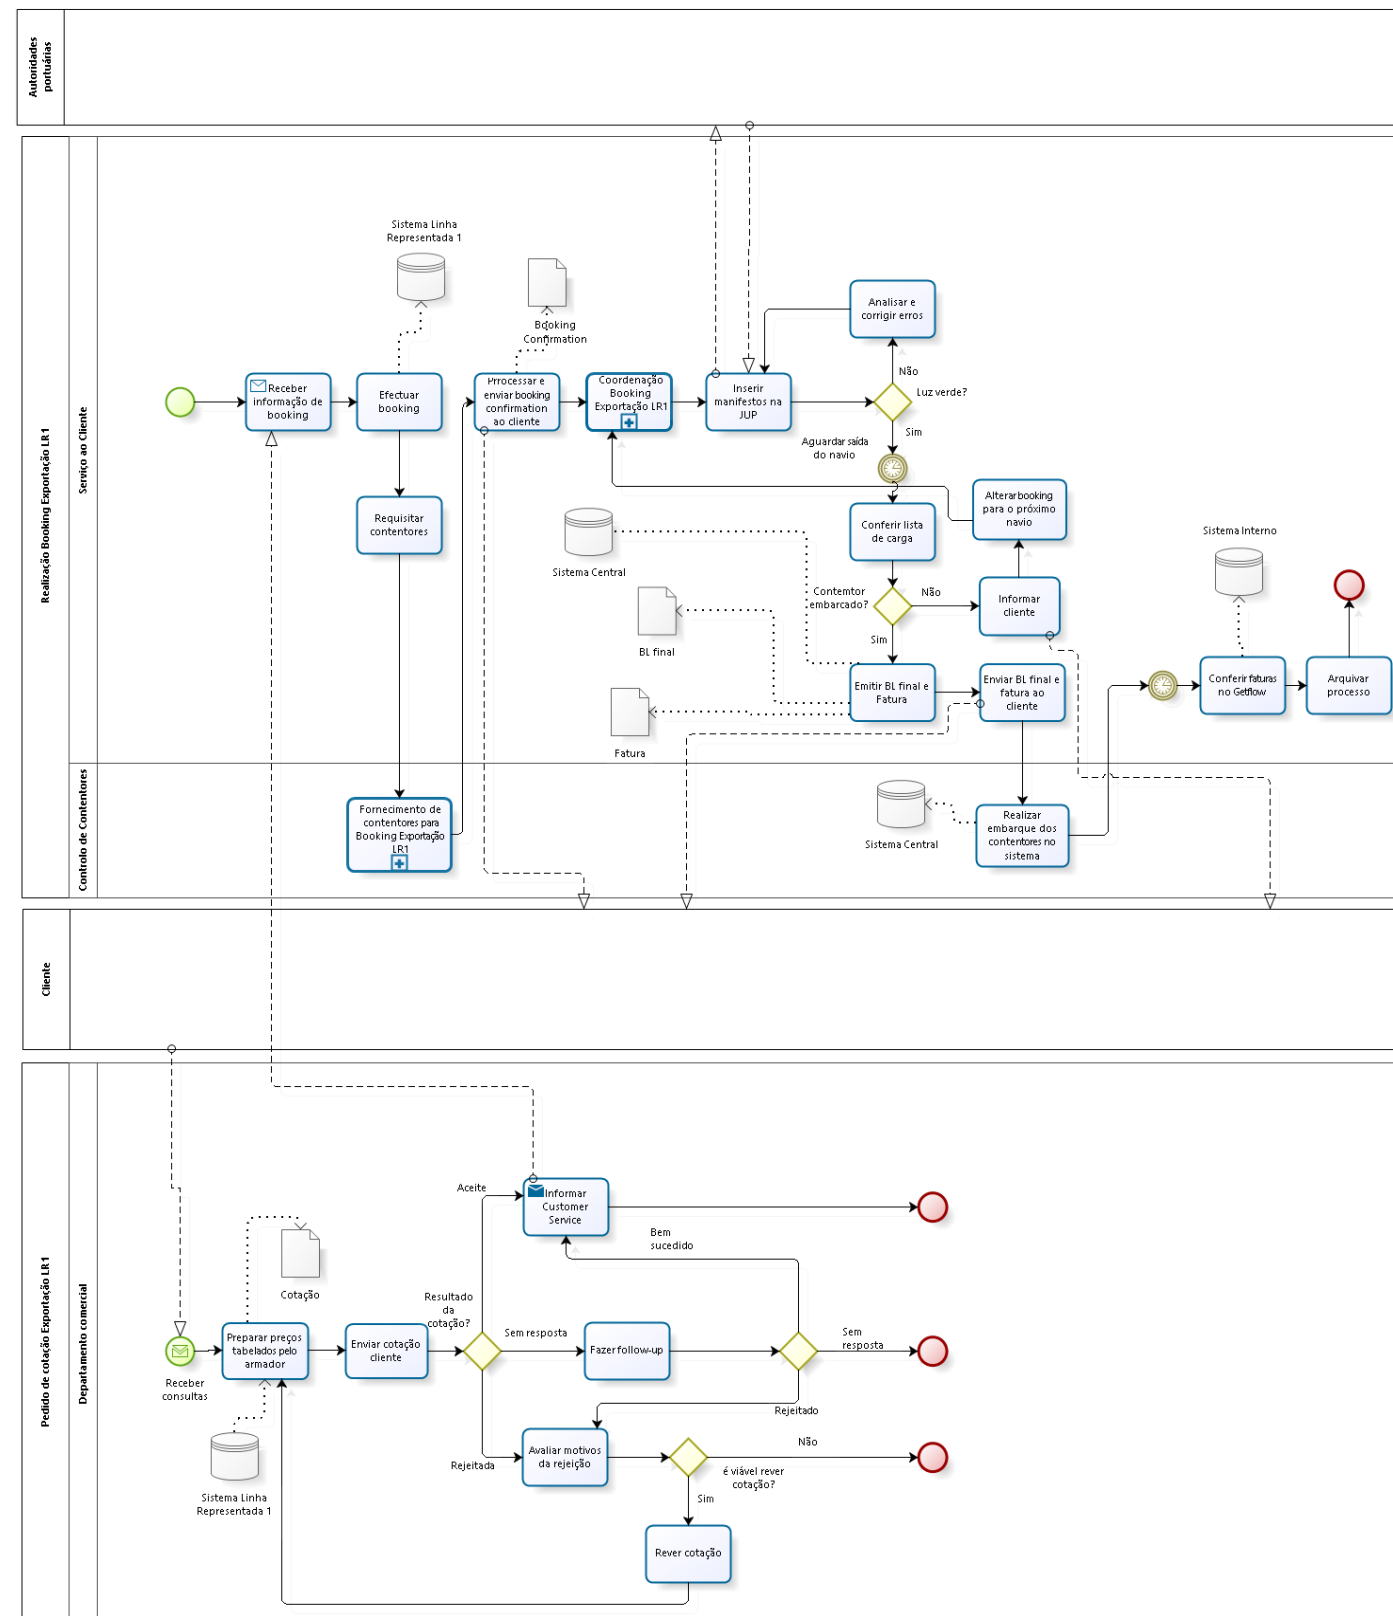 Autoridades
portuárias
Realização Booking Exportação LR1
Serviço ao Cliente
Sistema Linha
Representada 1
Booking
Confirmation
Receber
informação de
booking
Efectuar
booking
Prrocessar e
enviar booking
confirmation
ao cliente
Coordenação
Booking
Exportação LR1
Inserir
manifestos na
JUP
Analisar e
corrigir erros
Não
Luz verde?
Sim
Aguardar saída
do navio
Requisitar
contentores
Sistema Central
Conferir lista
de carga
Alterar booking
para o próximo
navio
Contemtor
embarcado?
Não
Informar
cliente
Sim
BL final
Fatura
Emitir BL final e
Fatura
Enviar BL final e
fatura ao
cliente
Sistema Interno
Conferir faturas
no Getflow
Arquivar
processo
Controlo de Contentores
Fornecimento de
contentores para
Booking Exportação
LR1
Sistema Central
Realizar
embarque dos
contentores no
sistema
Cliente
Pedido de cotação Exportação LR1
Departamento comercial
Receber
consultas
Cotação
Preparar preços
tabelados pelo
armador
Sistema Linha
Representada 1
Enviar cotação
cliente
Resultado
da
cotação?
Aceite
Informar
Customer
Service
Bem
sucedido
Sem resposta
Fazer follow-up
Sem
resposta
Rejeitado
Rejeitada
Avaliar motivos
da rejeição
Não
é viável rever
cotação?
Sim
Rever cotação